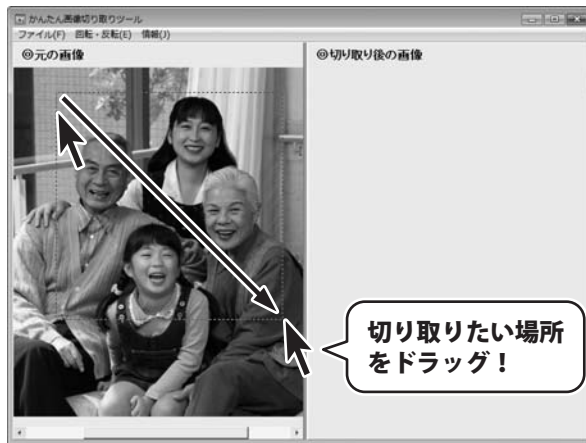 かんたん画像切り取りツール
ファイル(F) 回転・反転(E) 情報(J)
◎元の画像
◎切り取り後の画像
切り取りたい場所
をドラッグ！